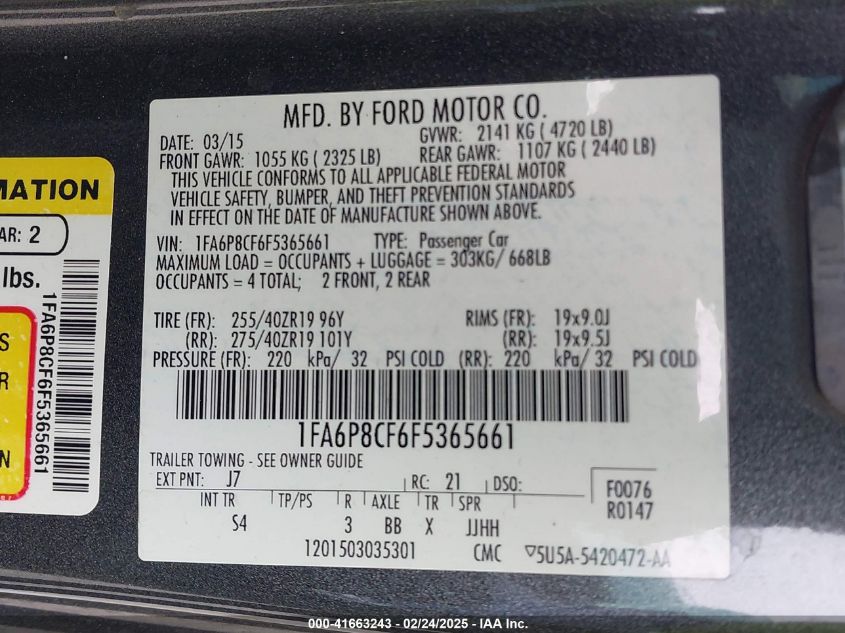 MFD. BY FORD MOTOR CO.
DATE: 03/15 GVWR: 2141 KG ( 4720 LB)
FRONT GAWR: 1055 KG ( 2325 LB) REAR GAWR: 1107 KG ( 2440 LB)
THIS VEHICLE CONFORMS TO ALL APPLICABLE FEDERAL MOTOR
VEHICLE SAFETY, BUMPER, AND THEFT PREVENTION STANDARDS
IN EFFECT ON THE DATE OF MANUFACTURE SHOWN ABOVE.
VIN: 1FA6P8CF6F5365661 TYPE: Passenger Car
MAXIMUM LOAD = OCCUPANTS + LUGGAGE = 303KG/ 668LB
OCCUPANTS = 4 TOTAL; 2 FRONT, 2 REAR
TIRE (FR): 255/40ZR19 96Y RIMS (FR): 19x9.0J
(RR): 275/40ZR19 101Y (RR): 19x9.5J
PRESSURE (FR): 220 kPa/ 32 PSI COLD (RR): 220 kPa/ 32 PSI COLD
1FA6P8CF6F5365661
TRAILER TOWING - SEE OWNER GUIDE
EXT PNT: J7 RC: 21 DSO:
INT TR TP/PS R AXLE TR SPR
S4 3 BB X JJHH
F0076
R0147
1201503035301 CMC 5U5A-5420472-AA
MATION
AR: 2
lbs.
1FA6P8CF6F5365661
S
R
N
000-41663243 - 02/24/2025 - IAA Inc.